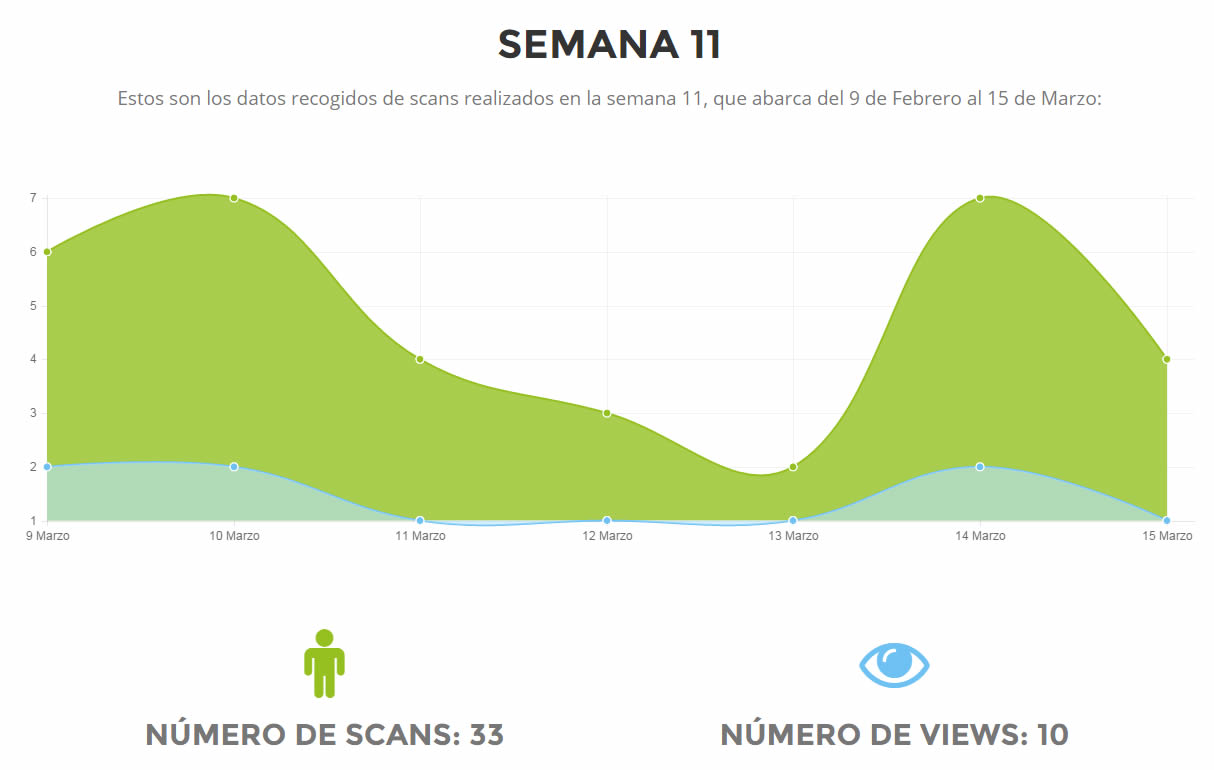 SEMANA 11
Estos son los datos recogidos de scans realizados en la semana 11, que abarca del 9 de Febrero al 15 de Marzo:
7
6
5
4
3
2
1
9 Marzo 10 Marzo 11 Marzo 12 Marzo 13 Marzo 14 Marzo 15 Marzo
NÚMERO DE SCANS: 33 NÚMERO DE VIEWS: 10